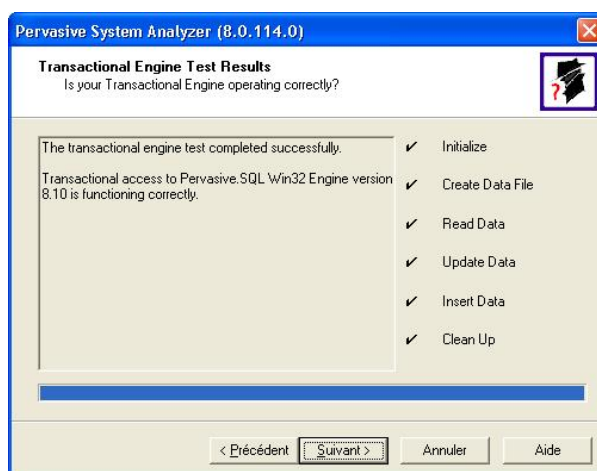 Pervasive System Analyzer (8.0.114.0)
Transactional Engine Test Results
Is your Transactional Engine operating correctly?
?
The transactional engine test completed successfully.
Transactional access to Pervasive.SQL Win32 Engine version
8.10 is functioning correctly.
Initialize
Create Data File
Read Data
Update Data
Insert Data
Clean Up
< Précédent
Suivant >
Annuler
Aide